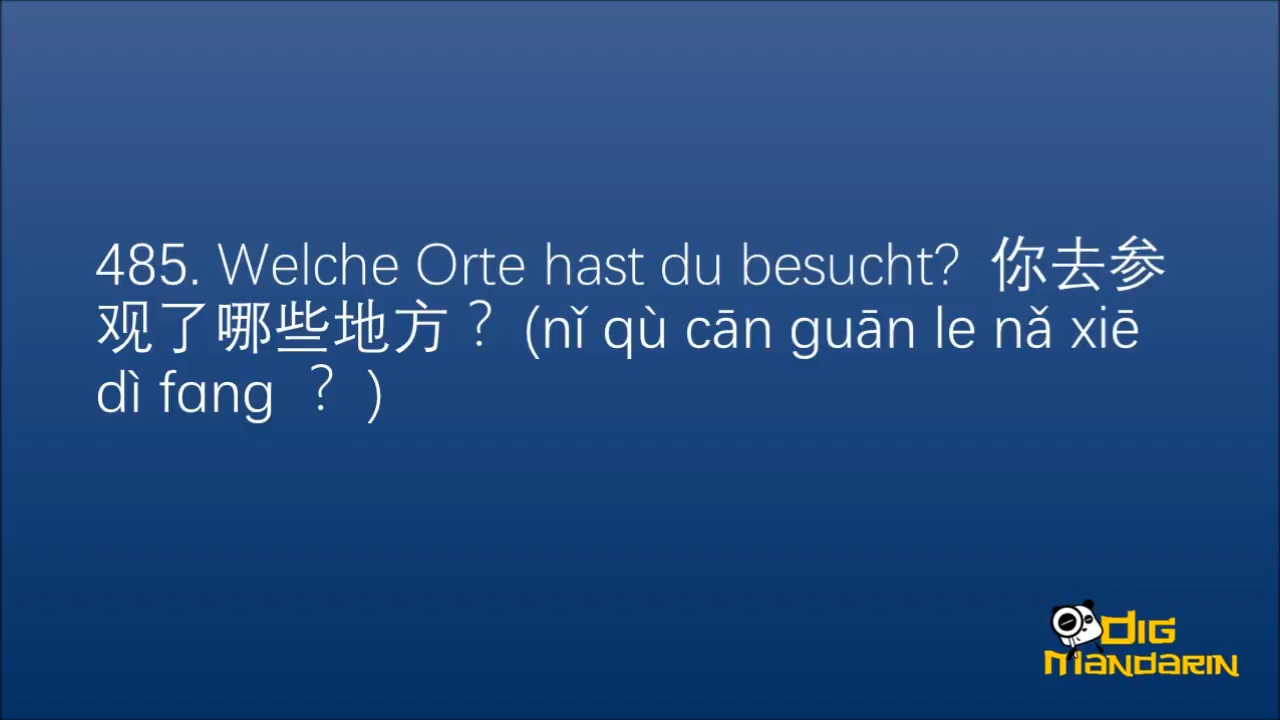 485. Welche Orte hast du besucht? 你去参
观了哪些地方？(nǐ qù cān guān le nǎ xiē
dì fang ？ )
DIG
MANDARIN